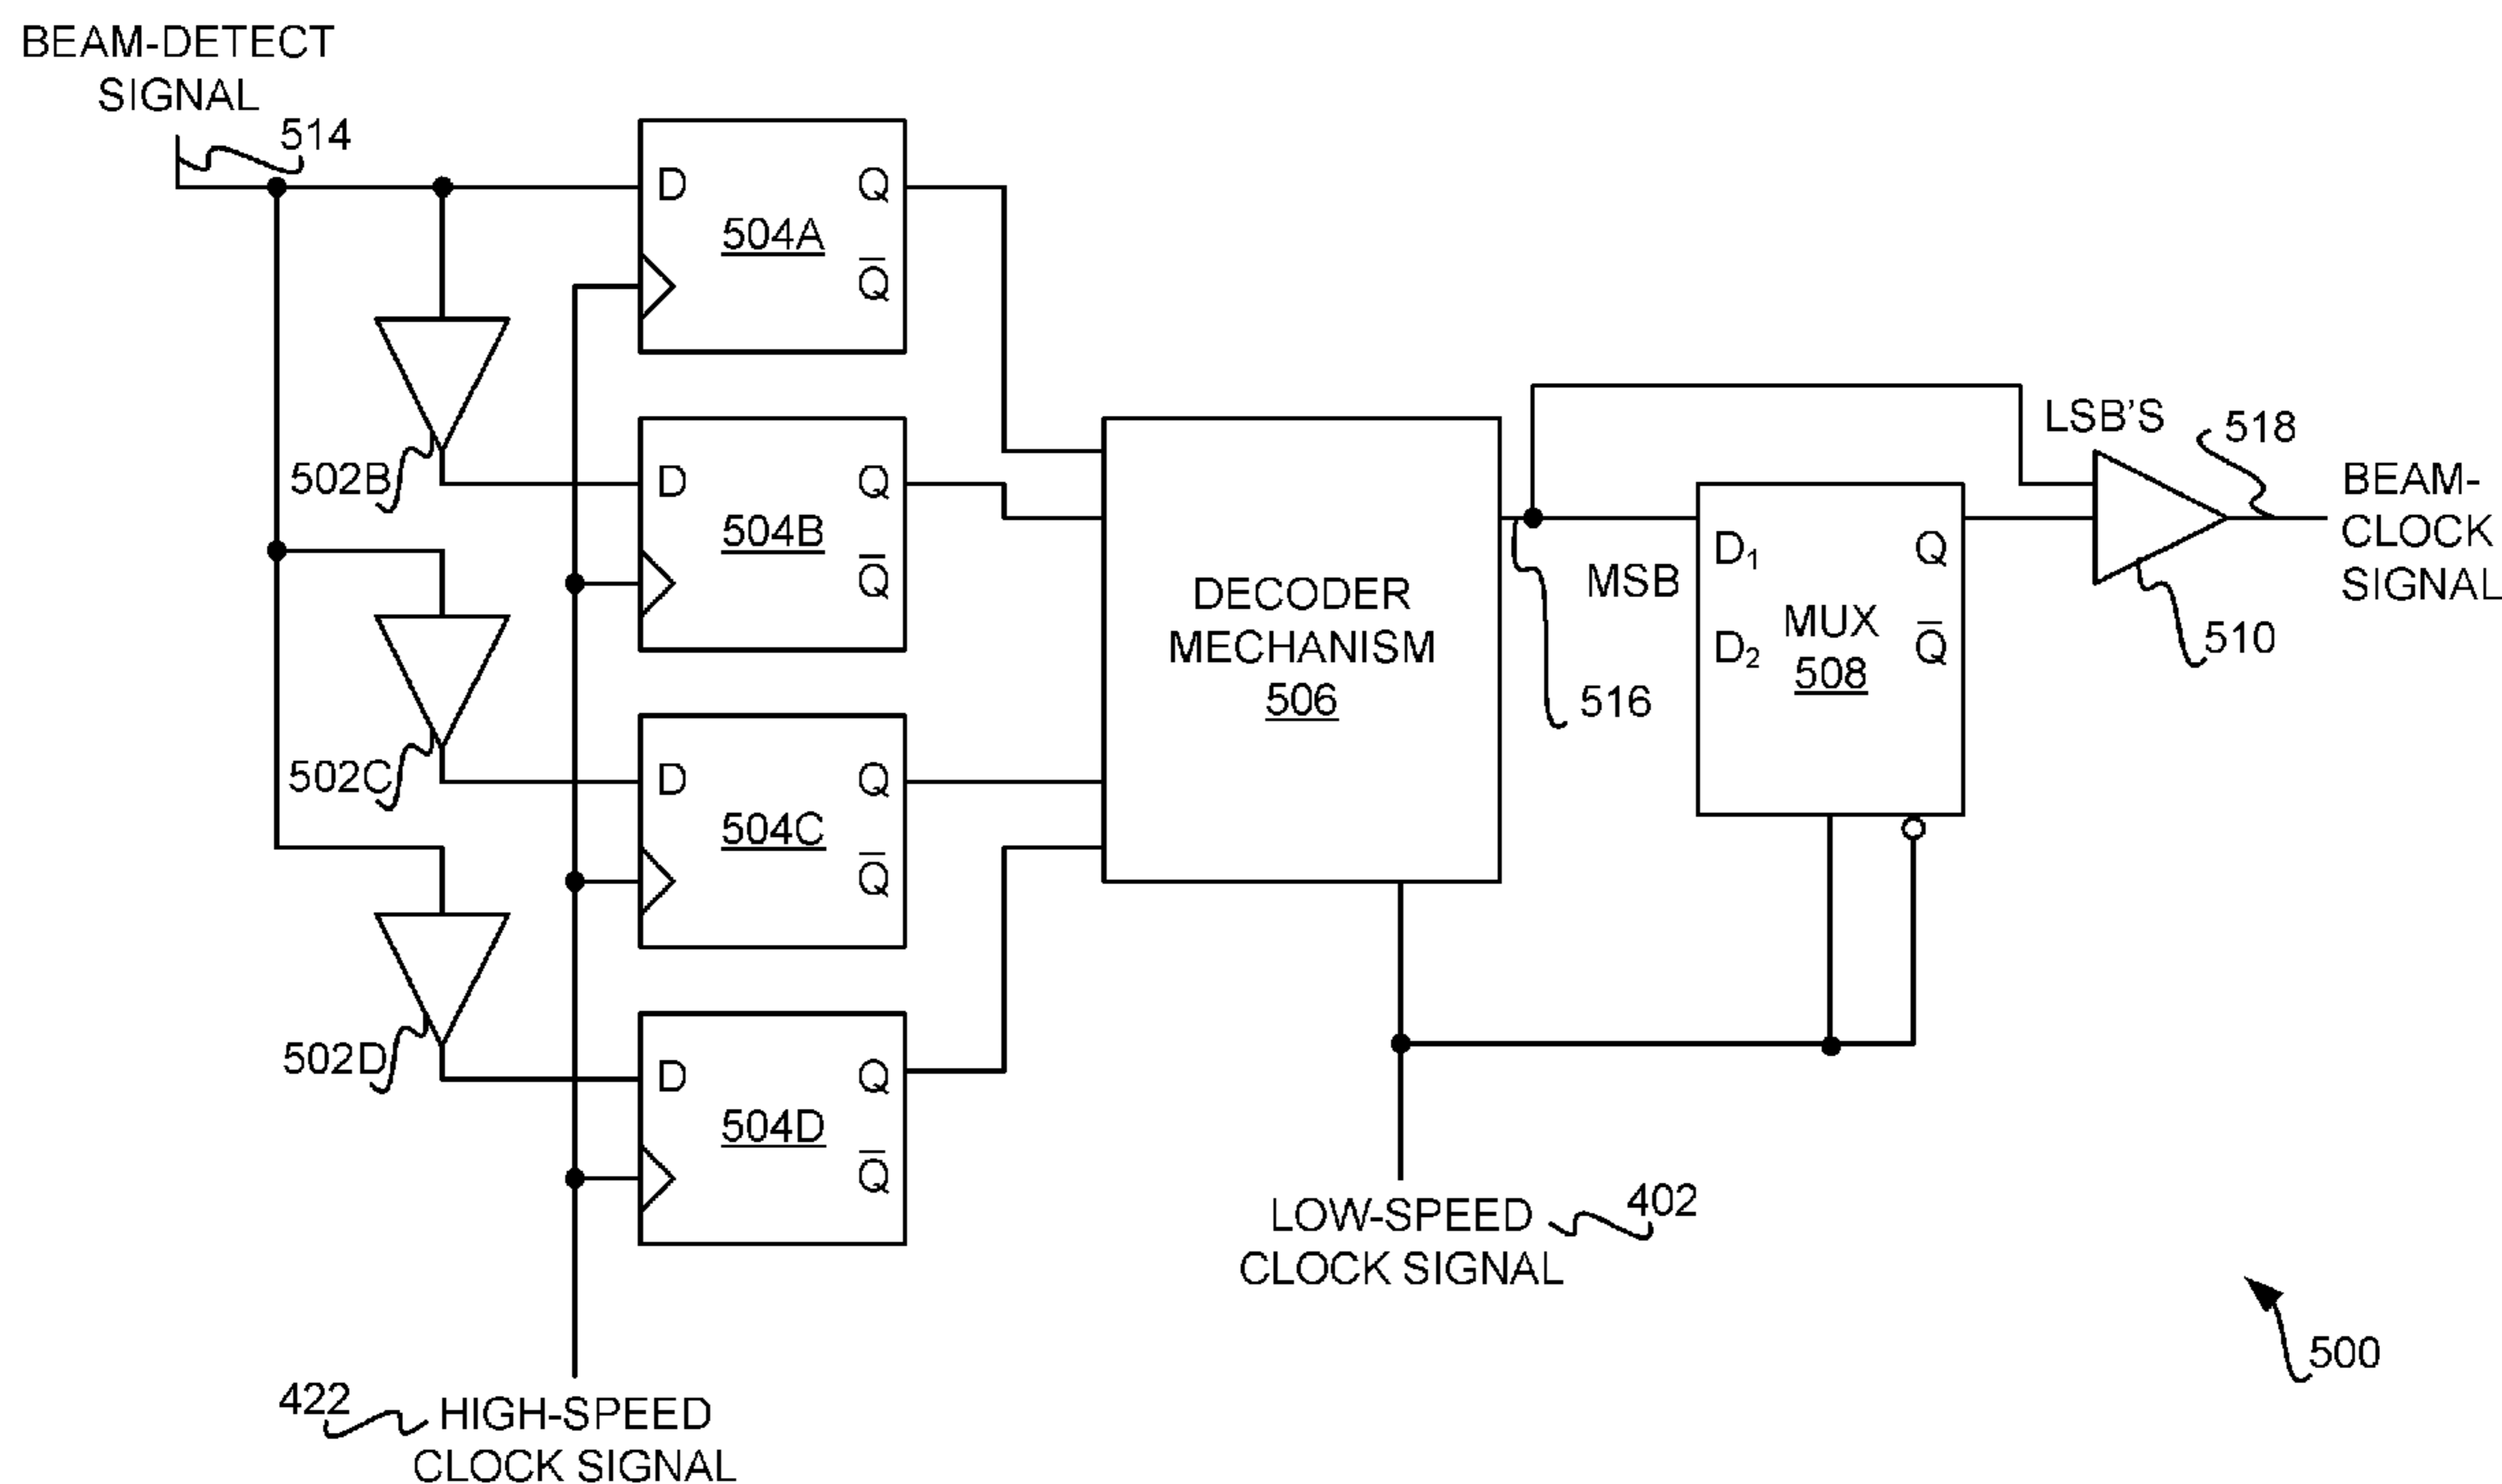 BEAM-DETECT
SIGNAL
514
D Q
504A
Q̅
502B
D Q
504B
Q̅
502C
D Q
504C
Q̅
502D
D Q
504D
Q̅
422
HIGH-SPEED
CLOCK SIGNAL
DECODER
MECHANISM
506
LOW-SPEED
CLOCK SIGNAL
402
516
MSB
D₁ Q
MUX
D₂ Q̅
508
LSB'S
518
BEAM-
CLOCK
SIGNAL
510
500